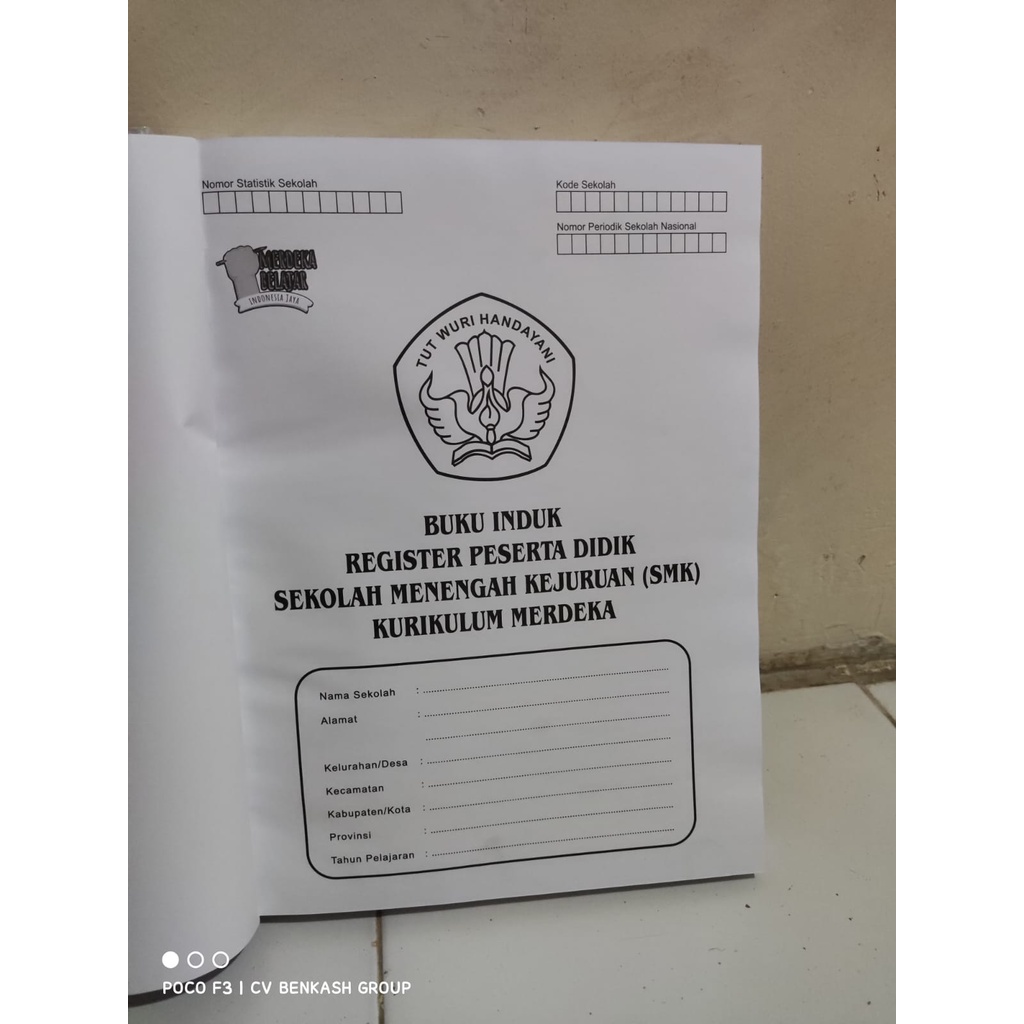 Nomor Statistik Sekolah
Kode Sekolah
Nomor Periodik Sekolah Nasional
MERDEKA
BELAJAR
INDONESIA JAYA
TUT WURI HANDAYANI
BUKU INDUK
REGISTER PESERTA DIDIK
SEKOLAH MENENGAH KEJURUAN (SMK)
KURIKULUM MERDEKA
Nama Sekolah :
Alamat :
Kelurahan/Desa :
Kecamatan :
Kabupaten/Kota :
Provinsi :
Tahun Pelajaran :
POCO F3 | CV BENKASH GROUP